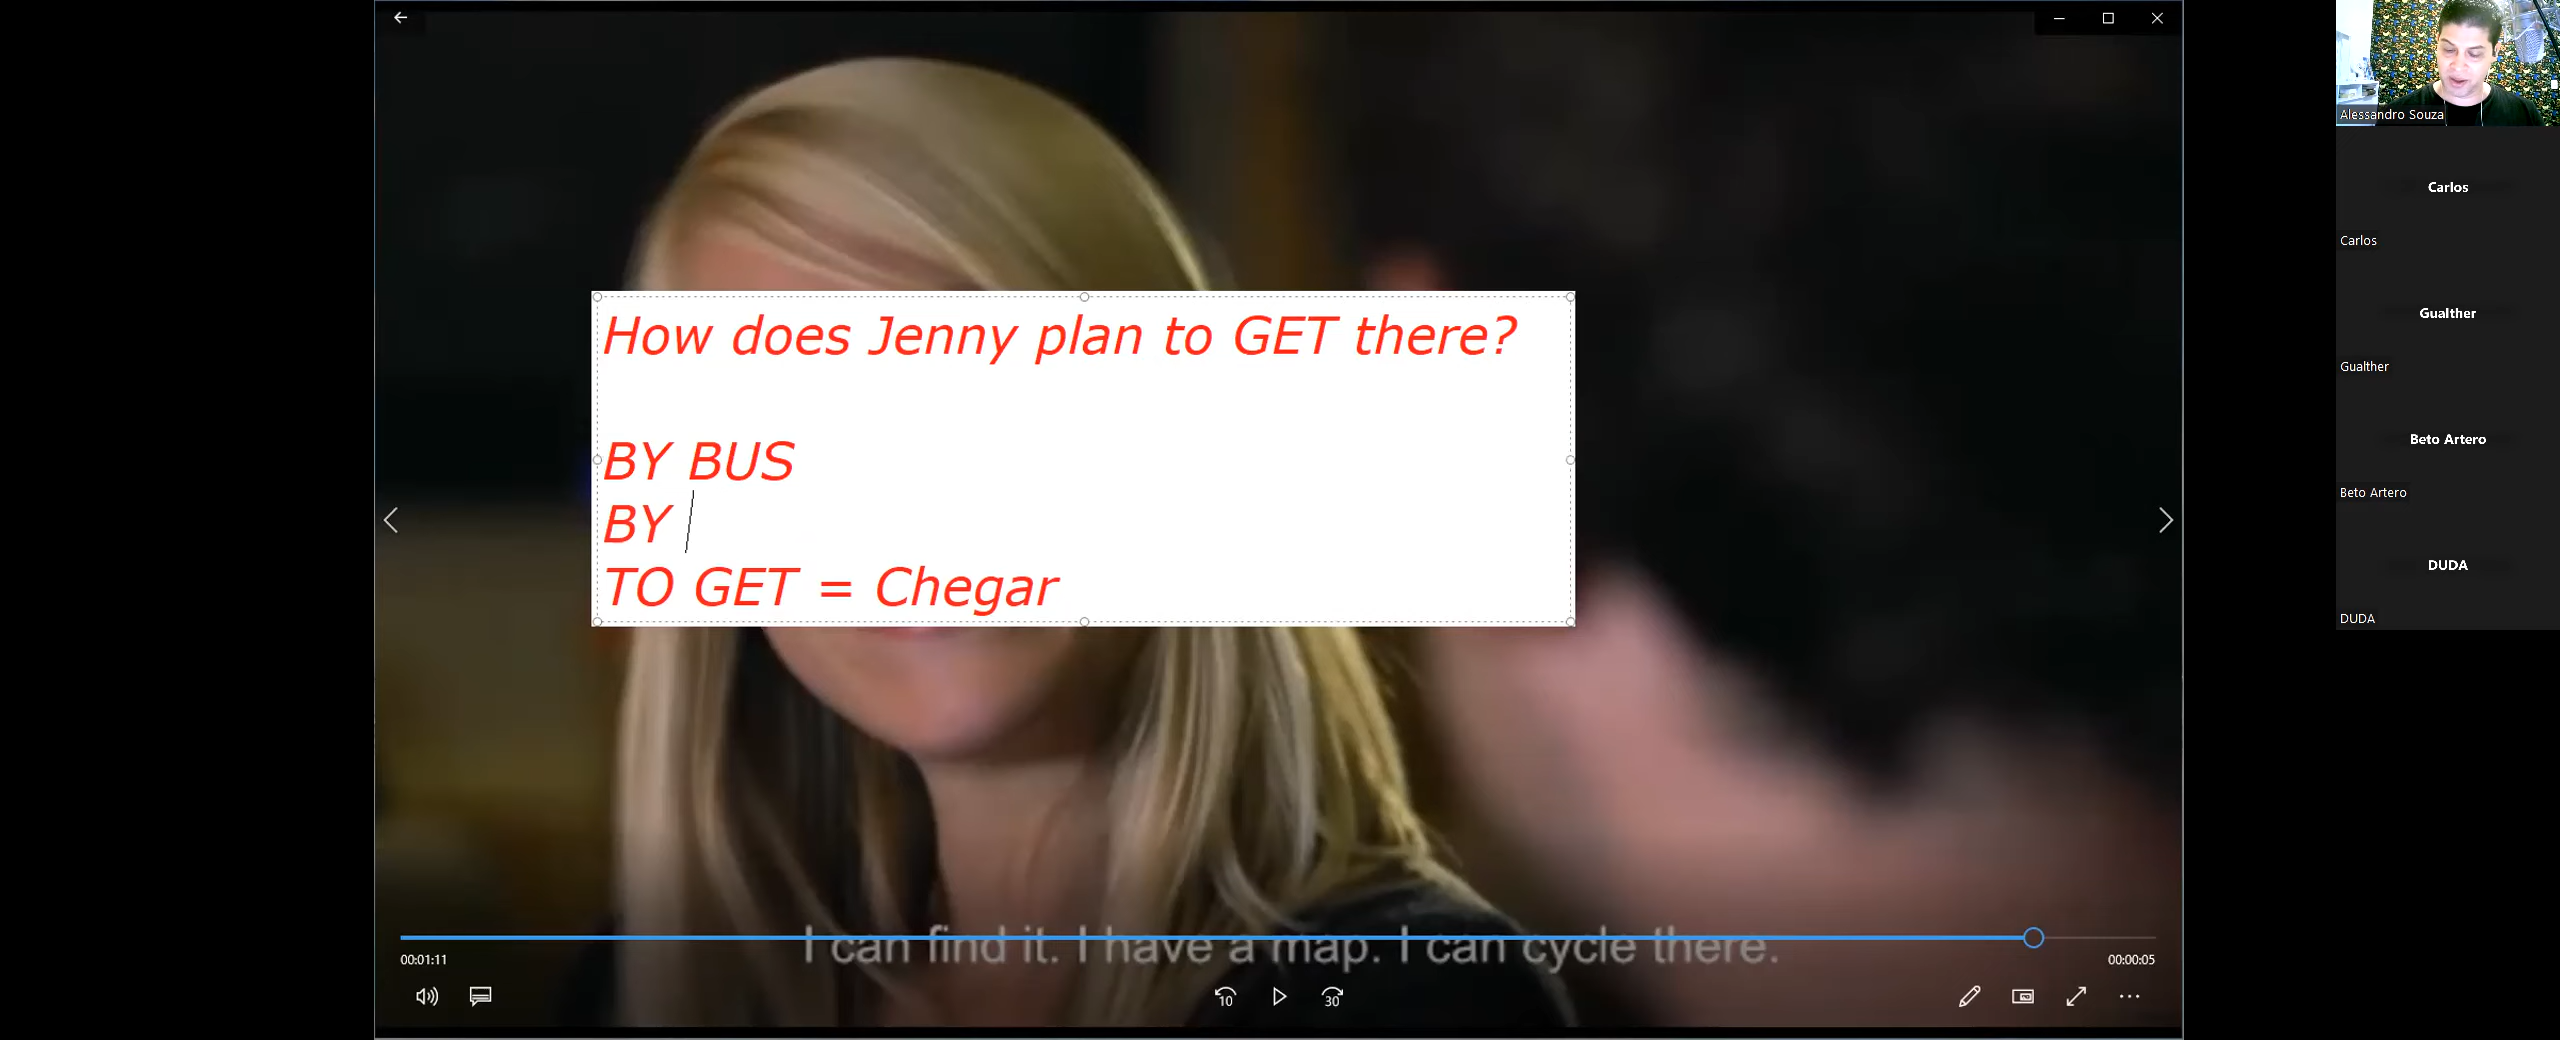 How does Jenny plan to GET there?
BY BUS
BY
TO GET = Chegar
I can find it. I have a map. I can cycle there.
00:01:11
00:00:05
10
30
Alessandro Souza
Carlos
Carlos
Gualther
Gualther
Beto Artero
Beto Artero
DUDA
DUDA